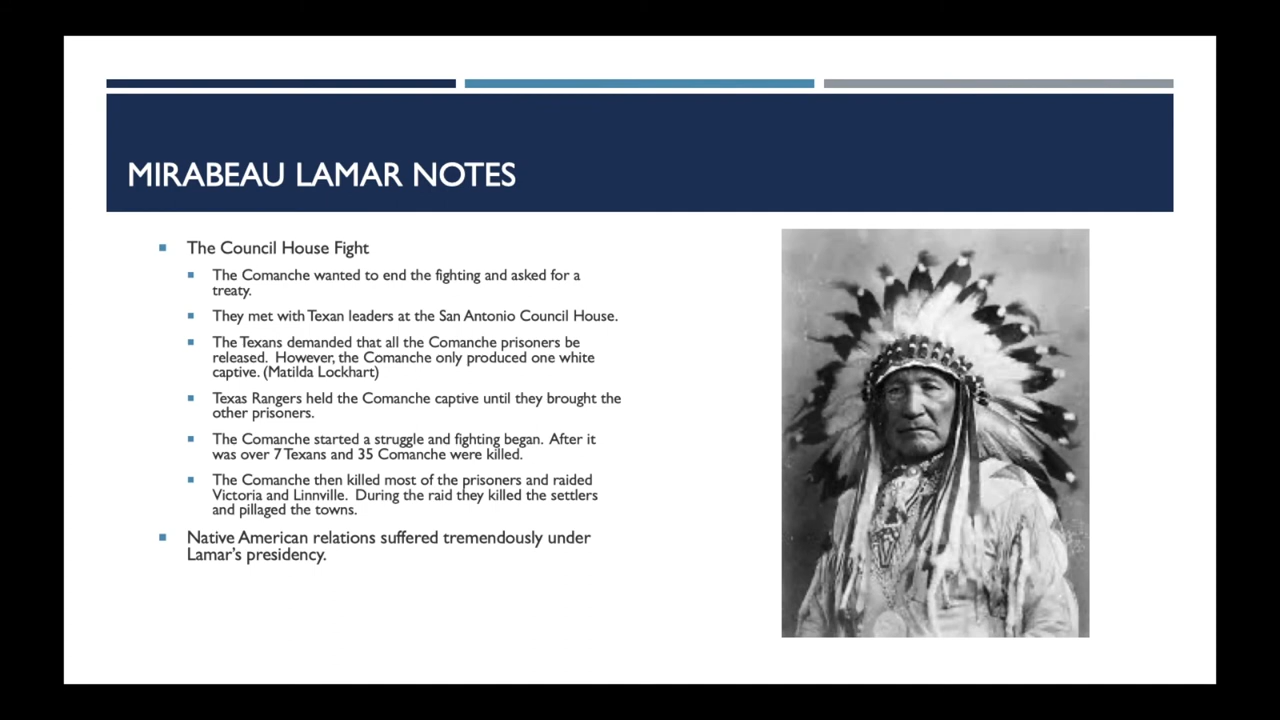 MIRABEAU LAMAR NOTES
The Council House Fight
The Comanche wanted to end the fighting and asked for a
treaty.
They met with Texan leaders at the San Antonio Council House.
The Texans demanded that all the Comanche prisoners be
released. However, the Comanche only produced one white
captive. (Matilda Lockhart)
Texas Rangers held the Comanche captive until they brought the
other prisoners.
The Comanche started a struggle and fighting began. After it
was over 7 Texans and 35 Comanche were killed.
The Comanche then killed most of the prisoners and raided
Victoria and Linnville. During the raid they killed the settlers
and pillaged the towns.
Native American relations suffered tremendously under
Lamar's presidency.